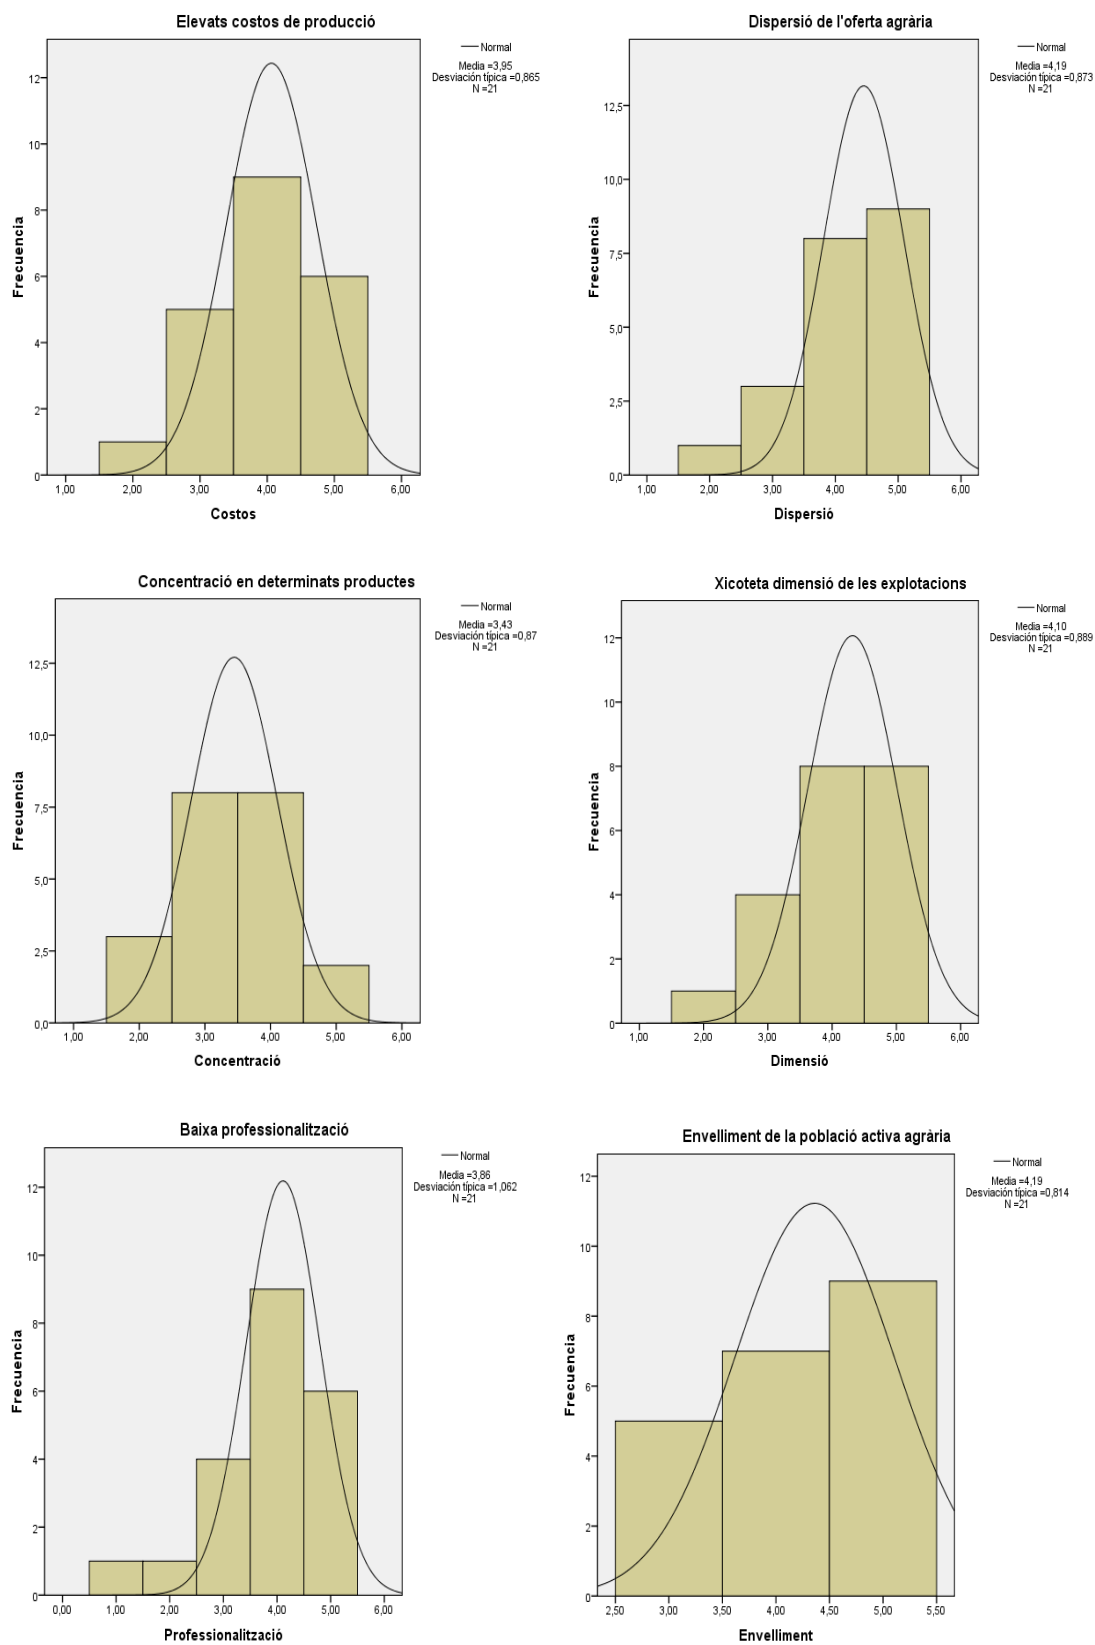 Elevats costos de producció
Normal
Media =3,95
Desviación típica =0,865
N =21
Frecuencia
12
10
8
6
4
2
0
1,00 2,00 3,00 4,00 5,00 6,00
Costos
Dispersió de l'oferta agrària
Normal
Media =4,19
Desviación típica =0,873
N =21
Frecuencia
12,5
10,0
7,5
5,0
2,5
0,0
1,00 2,00 3,00 4,00 5,00 6,00
Dispersió
Concentració en determinats productes
Normal
Media =3,43
Desviación típica =0,87
N =21
Frecuencia
12,5
10,0
7,5
5,0
2,5
0,0
1,00 2,00 3,00 4,00 5,00 6,00
Concentració
Xicoteta dimensió de les explotacions
Normal
Media =4,10
Desviación típica =0,889
N =21
Frecuencia
12
10
8
6
4
2
0
1,00 2,00 3,00 4,00 5,00 6,00
Dimensió
Baixa professionalització
Normal
Media =3,86
Desviación típica =1,062
N =21
Frecuencia
12
10
8
6
4
2
0
0,00 1,00 2,00 3,00 4,00 5,00 6,00
Professionalització
Envelliment de la població activa agrària
Normal
Media =4,19
Desviación típica =0,814
N =21
Frecuencia
12
10
8
6
4
2
0
2,50 3,00 3,50 4,00 4,50 5,00 5,50
Envelliment